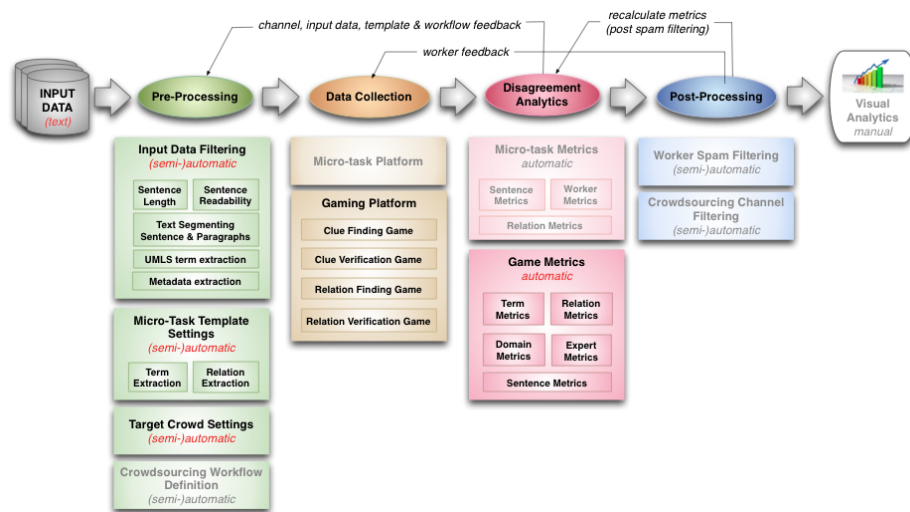 channel, input data, template & workflow feedback
recalculate metrics
(post spam filtering)
worker feedback
INPUT
DATA
(text)
Pre-Processing
Data Collection
Disagreement
Analytics
Post-Processing
Visual
Analytics
manual
Input Data Filtering
(semi-)automatic
Sentence
Length
Sentence
Readability
Text Segmenting
Sentence & Paragraphs
UMLS term extraction
Metadata extraction
Micro-Task Template
Settings
(semi-)automatic
Term
Extraction
Relation
Extraction
Target Crowd Settings
(semi-)automatic
Crowdsourcing Workflow
Definition
(semi-)automatic
Micro-task Platform
Gaming Platform
Clue Finding Game
Clue Verification Game
Relation Finding Game
Relation Verification Game
Micro-task Metrics
automatic
Sentence
Metrics
Worker
Metrics
Relation Metrics
Game Metrics
automatic
Term
Metrics
Relation
Metrics
Domain
Metrics
Expert
Metrics
Sentence Metrics
Worker Spam Filtering
(semi-)automatic
Crowdsourcing Channel
Filtering
(semi-)automatic